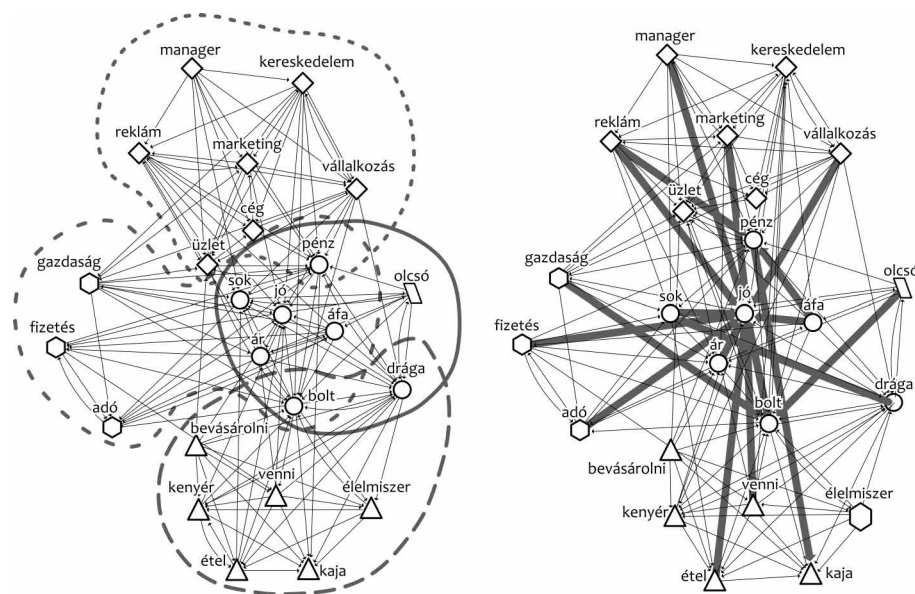 manager
kereskedelem
reklám
marketing
vállalkozás
cég
üzlet
pénz
gazdaság
olcsó
sok
jó
fizetés
áfa
ár
drága
adó
bolt
bevásárolni
venni
kenyér
élelmiszer
étel
kaja
manager
kereskedelem
reklám
marketing
vállalkozás
cég
üzlet
pénz
gazdaság
olcsó
sok
jó
áfa
fizetés
ár
drága
adó
bolt
bevásárolni
venni
élelmiszer
kenyér
étel
kaja